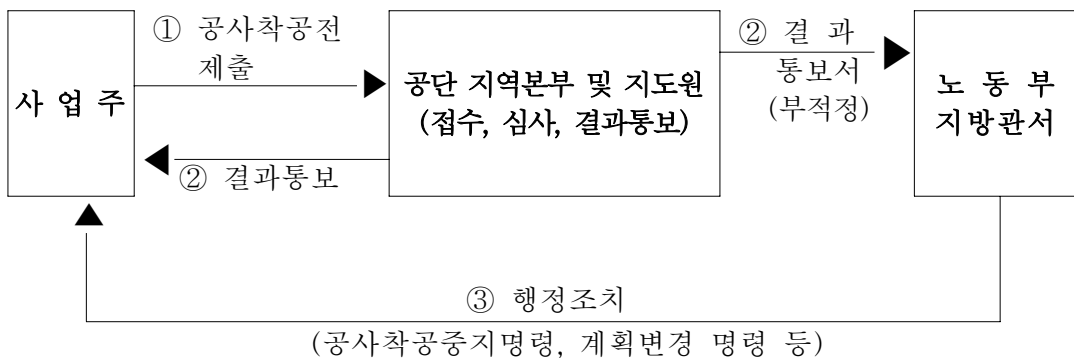 ① 공사착공전
제출
사 업 주
공단 지역본부 및 지도원
(접수, 심사, 결과통보)
② 결 과
통보서
(부적정)
노 동 부
지방관서
② 결과통보
③ 행정조치
(공사착공중지명령, 계획변경 명령 등)